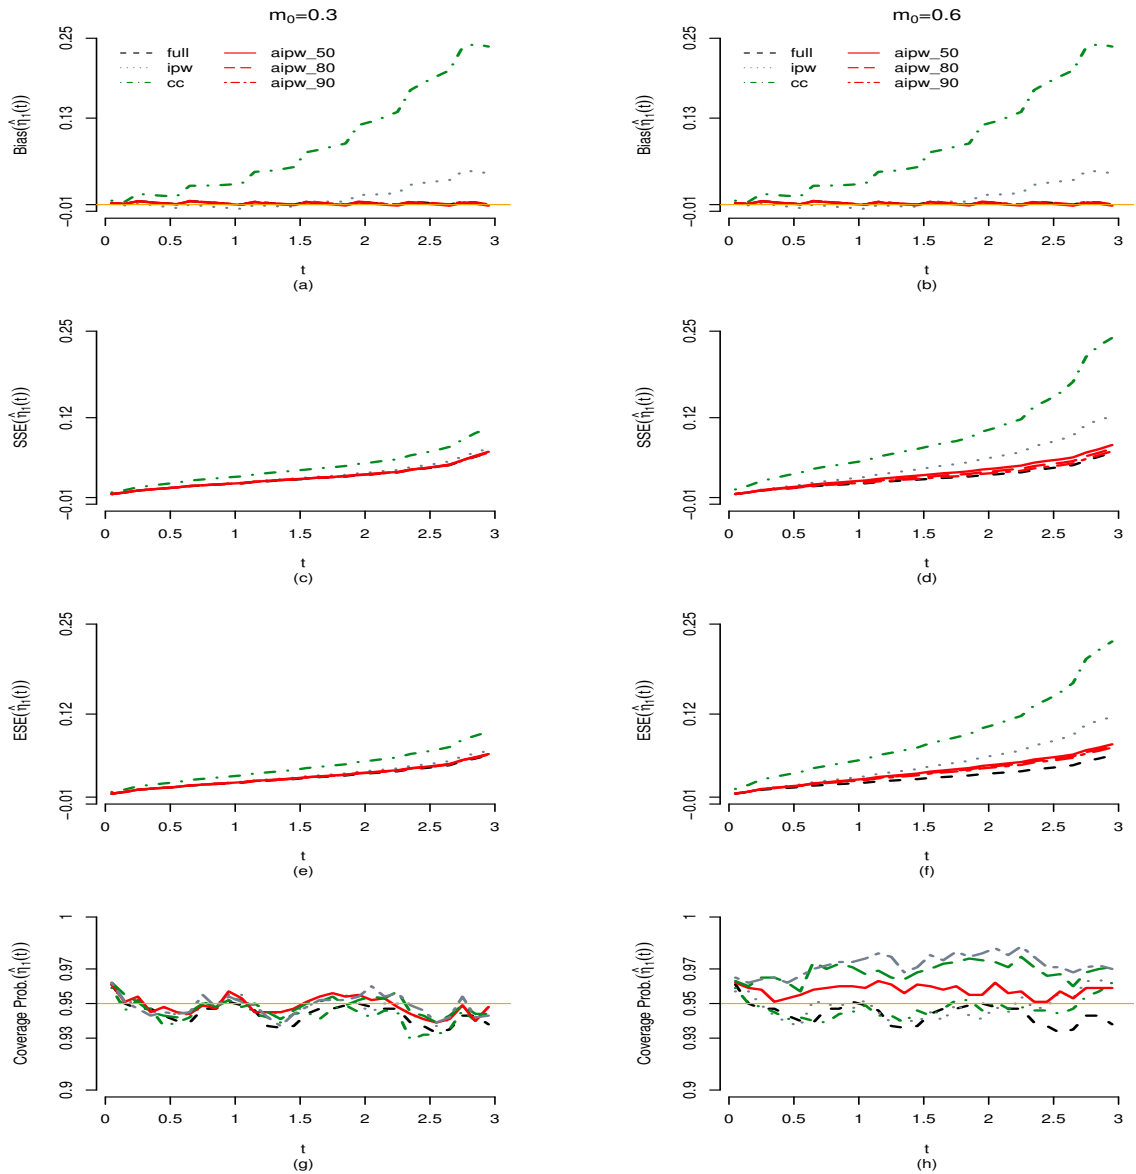 m₀=0.3
0.25
0.13
−0.01
Bias(η̂₁(t))
full
ipw
cc
aipw_50
aipw_80
aipw_90
0 0.5 1 1.5 2 2.5 3
t
(a)
m₀=0.6
0.25
0.13
−0.01
Bias(η̂₁(t))
full
ipw
cc
aipw_50
aipw_80
aipw_90
0 0.5 1 1.5 2 2.5 3
t
(b)
0.25
0.12
−0.01
SSE(η̂₁(t))
0 0.5 1 1.5 2 2.5 3
t
(c)
0.25
0.12
−0.01
SSE(η̂₁(t))
0 0.5 1 1.5 2 2.5 3
t
(d)
0.25
0.12
−0.01
ESE(η̂₁(t))
0 0.5 1 1.5 2 2.5 3
t
(e)
0.25
0.12
−0.01
ESE(η̂₁(t))
0 0.5 1 1.5 2 2.5 3
t
(f)
1
0.97
0.95
0.93
0.9
Coverage Prob.(η̂₁(t))
0 0.5 1 1.5 2 2.5 3
t
(g)
1
0.97
0.95
0.93
0.9
Coverage Prob.(η̂₁(t))
0 0.5 1 1.5 2 2.5 3
t
(h)